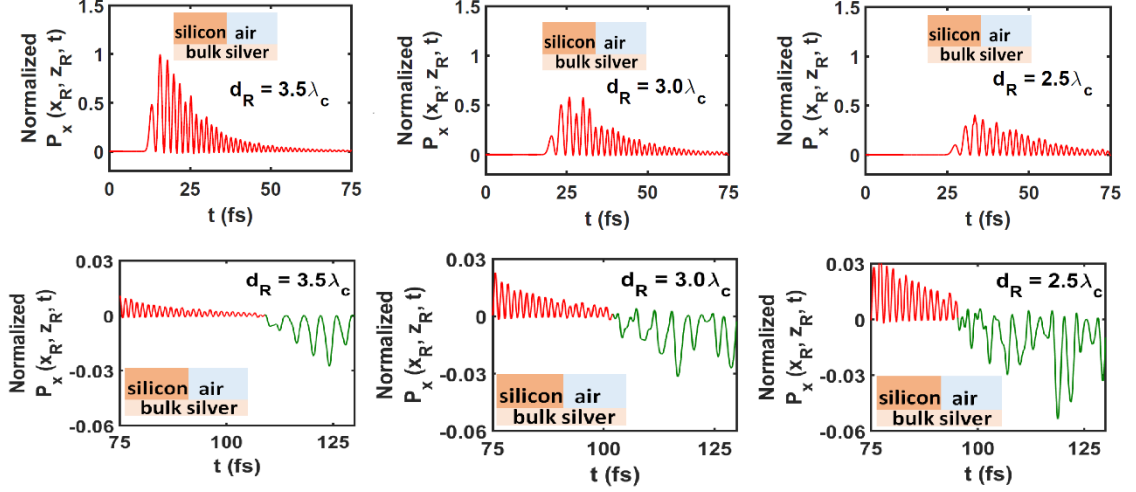 Normalized
P_x (x_R, z_R, t)
1.5
1
0.5
0
silicon air
bulk silver
d_R = 3.5λ_c
0 25 50 75
t (fs)
Normalized
P_x (x_R, z_R, t)
1.5
1
0.5
0
silicon air
bulk silver
d_R = 3.0λ_c
0 25 50 75
t (fs)
Normalized
P_x (x_R, z_R, t)
1.5
1
0.5
0
silicon air
bulk silver
d_R = 2.5λ_c
0 25 50 75
t (fs)
Normalized
P_x (x_R, z_R, t)
0.03
0
-0.03
-0.06
d_R = 3.5λ_c
silicon air
bulk silver
75 100 125
t (fs)
Normalized
P_x (x_R, z_R, t)
0.03
0
-0.03
-0.06
d_R = 3.0λ_c
silicon air
bulk silver
75 100 125
t (fs)
Normalized
P_x (x_R, z_R, t)
0.03
0
-0.03
-0.06
d_R = 2.5λ_c
silicon air
bulk silver
75 100 125
t (fs)